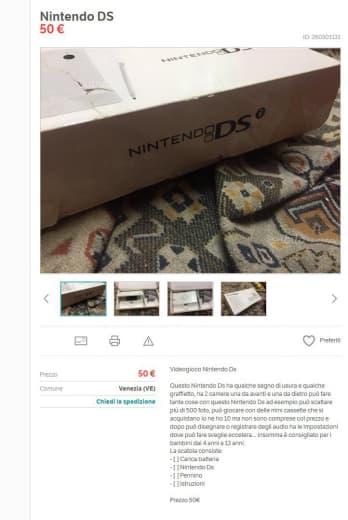 Nintendo DS
50 €
ID: 260301131
NINTENDO DS
NINTENDO DS i
Preferiti
Prezzo
50 €
Comune
Venezia (VE)
Chiedi la spedizione
Videogioco Nintendo Ds
Questo Nintendo Ds ha qualche segno di usura e qualche
graffietto, ha 2 camere una da avanti e una da dietro può fare
tante cose con questo Nintendo Ds ad esempio può scattare
più di 500 foto, può giocare con delle mini cassette che si
acquistano io ne ho 10 ma non sono comprese col prezzo e
dopo può disegnare o registrare degli audio ha le impostazioni
dove può fare sveglie eccetera... insomma è consigliato per i
bambini dai 4 anni a 13 anni.
La scatola consiste
- [ ] Carica batteria
- [ ] Nintendo Ds
- [ ] Pennino
- [ ] Istruzioni
Prezzo 50€